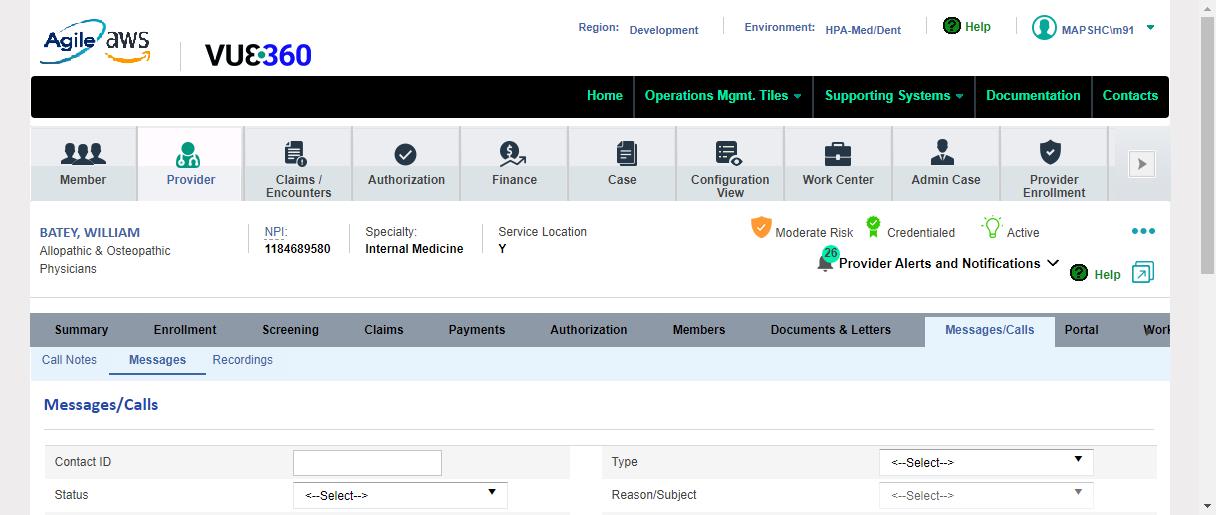 Agile aws
VUE360
Region: Development
Environment: HPA-Med/Dent
? Help
MAPSHC\m91
Home Operations Mgmt. Tiles Supporting Systems Documentation Contacts
Member Provider Claims / Authorization Finance Case Configuration Work Center Admin Case Provider
Encounters View Enrollment
BATEY, WILLIAM
Allopathic & Osteopathic
Physicians
NPI:
1184689580
Specialty:
Internal Medicine
Service Location
Y
Moderate Risk Credentialed Active
26
Provider Alerts and Notifications
? Help
Summary Enrollment Screening Claims Payments Authorization Members Documents & Letters Messages/Calls Portal Work
Call Notes Messages Recordings
Messages/Calls
Contact ID
Type <--Select-->
Status <--Select-->
Reason/Subject <--Select-->